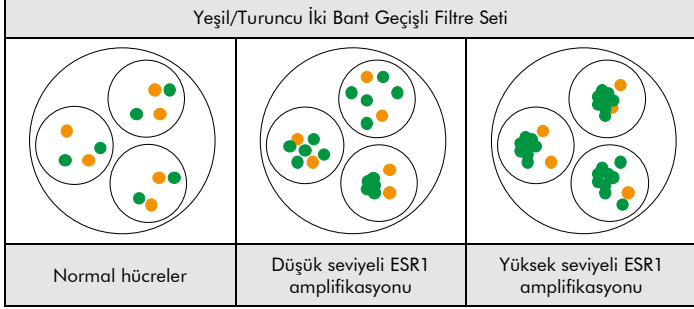 Yeşil/Turuncu İki Bant Geçişli Filtre Seti
Normal hücreler
Düşük seviyeli ESR1
amplifikasyonu
Yüksek seviyeli ESR1
amplifikasyonu